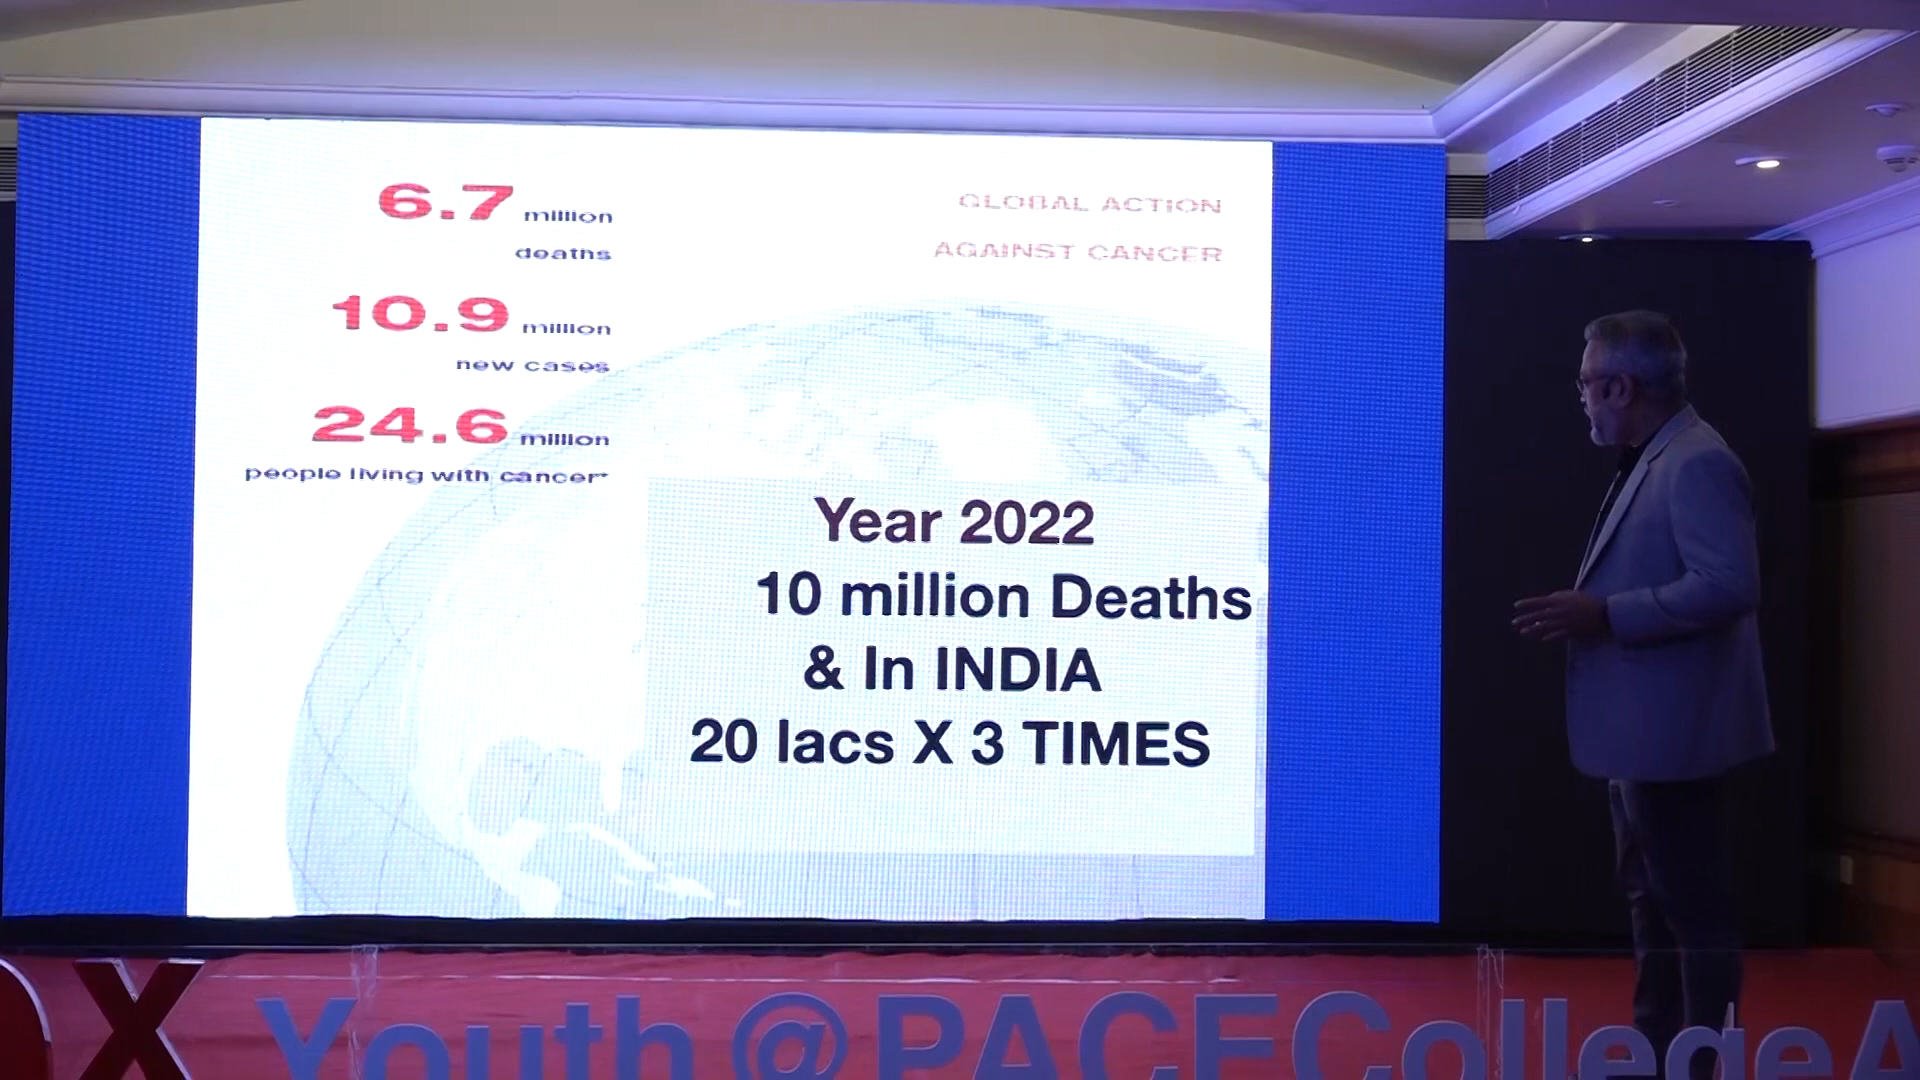 6.7 million
deaths
10.9 million
new cases
24.6 million
people living with cancer*
GLOBAL ACTION
AGAINST CANCER
Year 2022
10 million Deaths
& In INDIA
20 lacs X 3 TIMES
X Youth@PACECollegeA